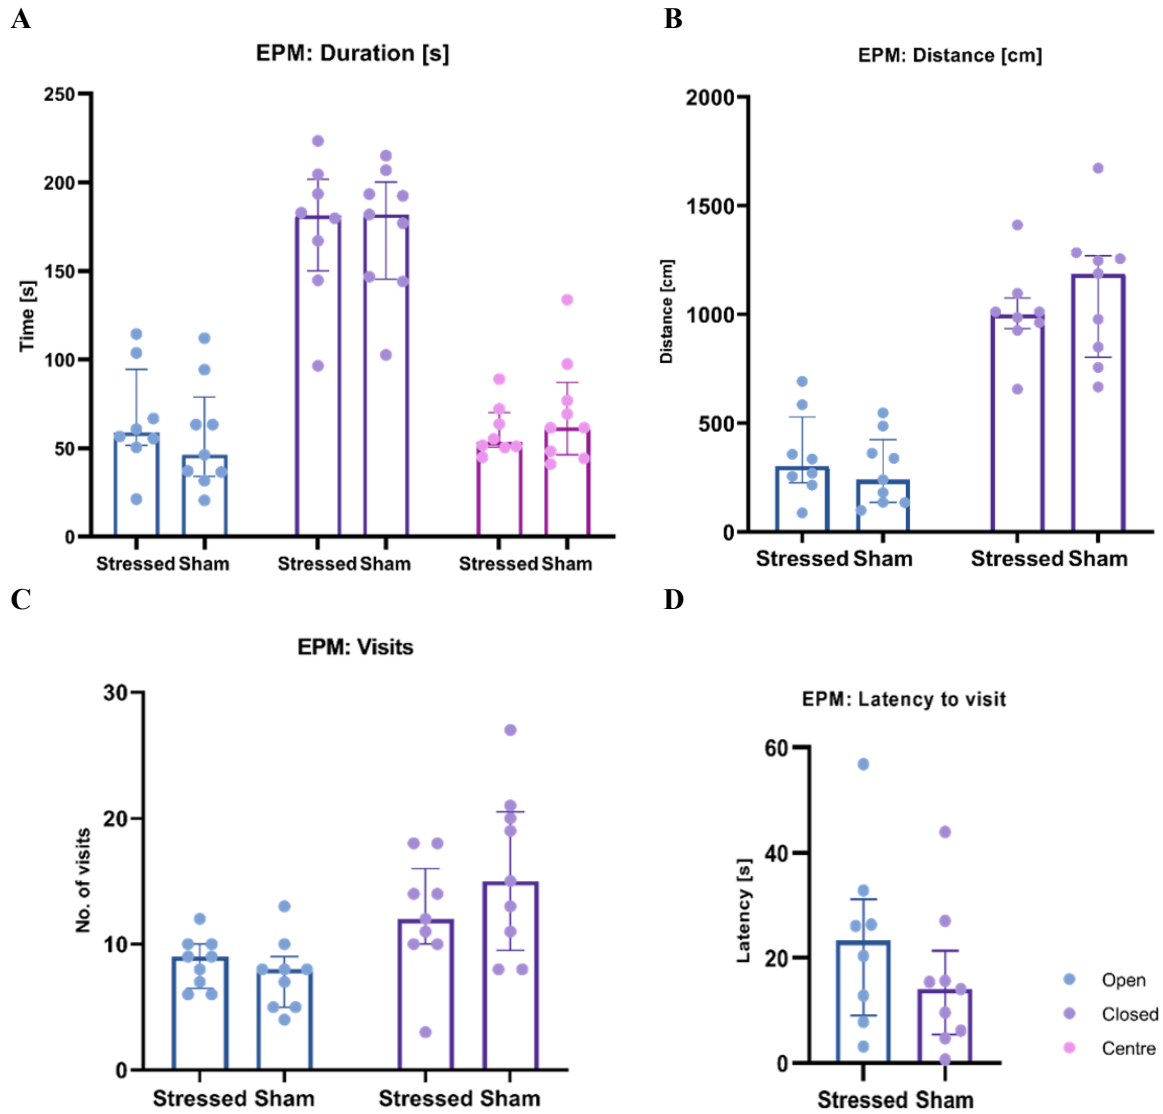 A
B
EPM: Duration [s]
EPM: Distance [cm]
Time [s]
250
200
150
100
50
0
Stressed Sham
Stressed Sham
Stressed Sham
Distance [cm]
2000
1500
1000
500
0
Stressed Sham
Stressed Sham
C
D
EPM: Visits
EPM: Latency to visit
No. of visits
30
20
10
0
Stressed Sham
Stressed Sham
Latency [s]
60
40
20
0
Stressed Sham
Open
Closed
Centre